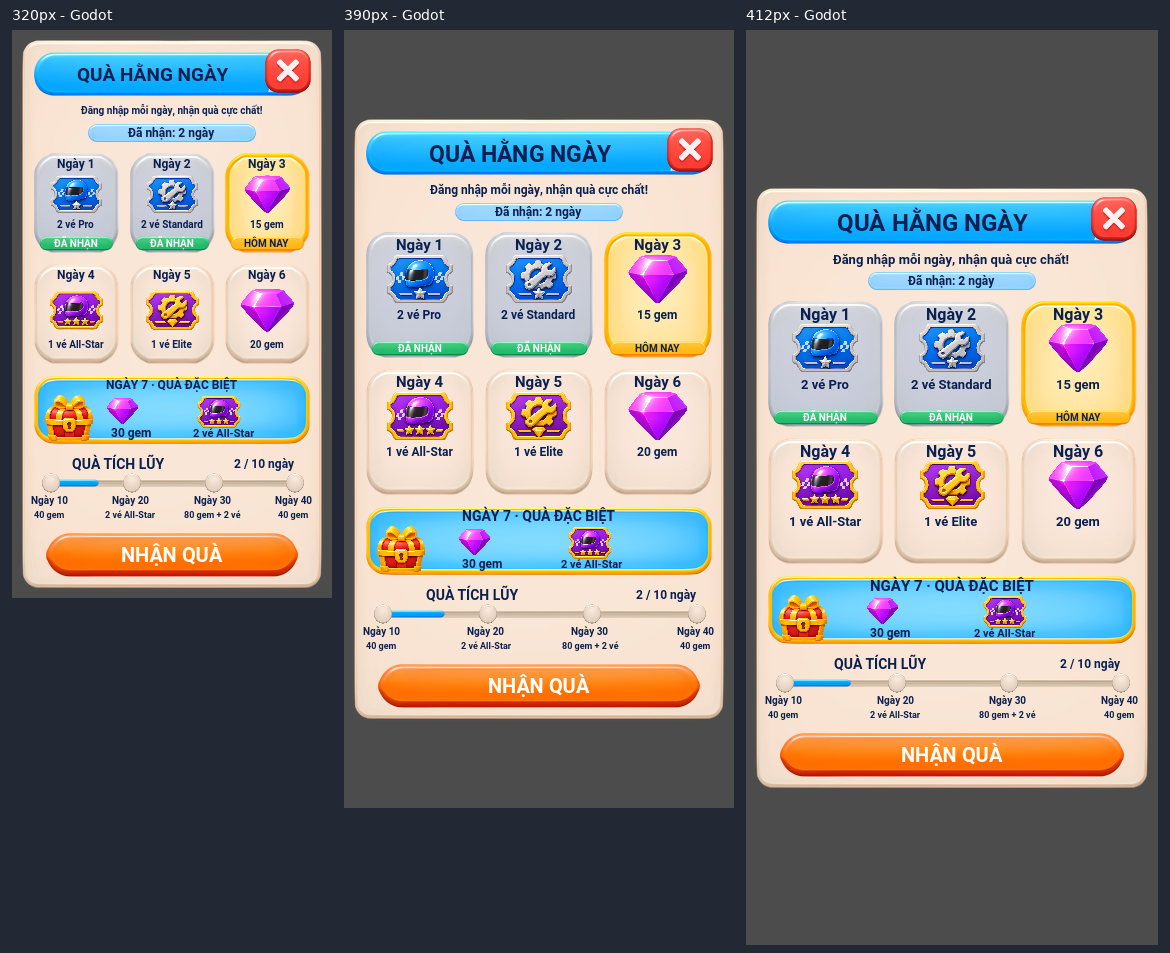 320px - Godot
QUÀ HẰNG NGÀY
Đăng nhập mỗi ngày, nhận quà cực chất!
Đã nhận: 2 ngày
Ngày 1 Ngày 2 Ngày 3
2 vé Pro 2 vé Standard 15 gem
ĐÃ NHẬN ĐÃ NHẬN HÔM NAY
Ngày 4 Ngày 5 Ngày 6
1 vé All-Star 1 vé Elite 20 gem
NGÀY 7 · QUÀ ĐẶC BIỆT
30 gem 2 vé All-Star
QUÀ TÍCH LŨY 2 / 10 ngày
Ngày 10 Ngày 20 Ngày 30 Ngày 40
40 gem 2 vé All-Star 80 gem + 2 vé 40 gem
NHẬN QUÀ
390px - Godot
QUÀ HẰNG NGÀY
Đăng nhập mỗi ngày, nhận quà cực chất!
Đã nhận: 2 ngày
Ngày 1 Ngày 2 Ngày 3
2 vé Pro 2 vé Standard 15 gem
ĐÃ NHẬN ĐÃ NHẬN HÔM NAY
Ngày 4 Ngày 5 Ngày 6
1 vé All-Star 1 vé Elite 20 gem
NGÀY 7 · QUÀ ĐẶC BIỆT
30 gem 2 vé All-Star
QUÀ TÍCH LŨY 2 / 10 ngày
Ngày 10 Ngày 20 Ngày 30 Ngày 40
40 gem 2 vé All-Star 80 gem + 2 vé 40 gem
NHẬN QUÀ
412px - Godot
QUÀ HẰNG NGÀY
Đăng nhập mỗi ngày, nhận quà cực chất!
Đã nhận: 2 ngày
Ngày 1 Ngày 2 Ngày 3
2 vé Pro 2 vé Standard 15 gem
ĐÃ NHẬN ĐÃ NHẬN HÔM NAY
Ngày 4 Ngày 5 Ngày 6
1 vé All-Star 1 vé Elite 20 gem
NGÀY 7 · QUÀ ĐẶC BIỆT
30 gem 2 vé All-Star
QUÀ TÍCH LŨY 2 / 10 ngày
Ngày 10 Ngày 20 Ngày 30 Ngày 40
40 gem 2 vé All-Star 80 gem + 2 vé 40 gem
NHẬN QUÀ